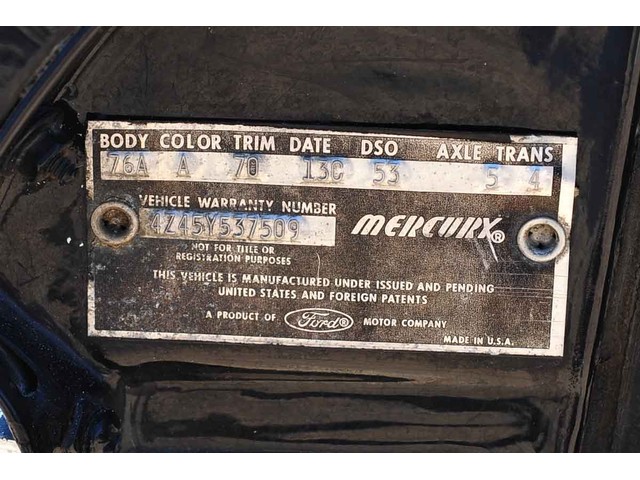 BODY COLOR TRIM DATE DSO AXLE TRANS
76A A 70 13C 53 5 4
VEHICLE WARRANTY NUMBER
4Z45Y537509
MERCURY®
NOT FOR TITLE OR
REGISTRATION PURPOSES
THIS VEHICLE IS MANUFACTURED UNDER ISSUED AND PENDING
UNITED STATES AND FOREIGN PATENTS
A PRODUCT OF Ford® MOTOR COMPANY
MADE IN U.S.A.